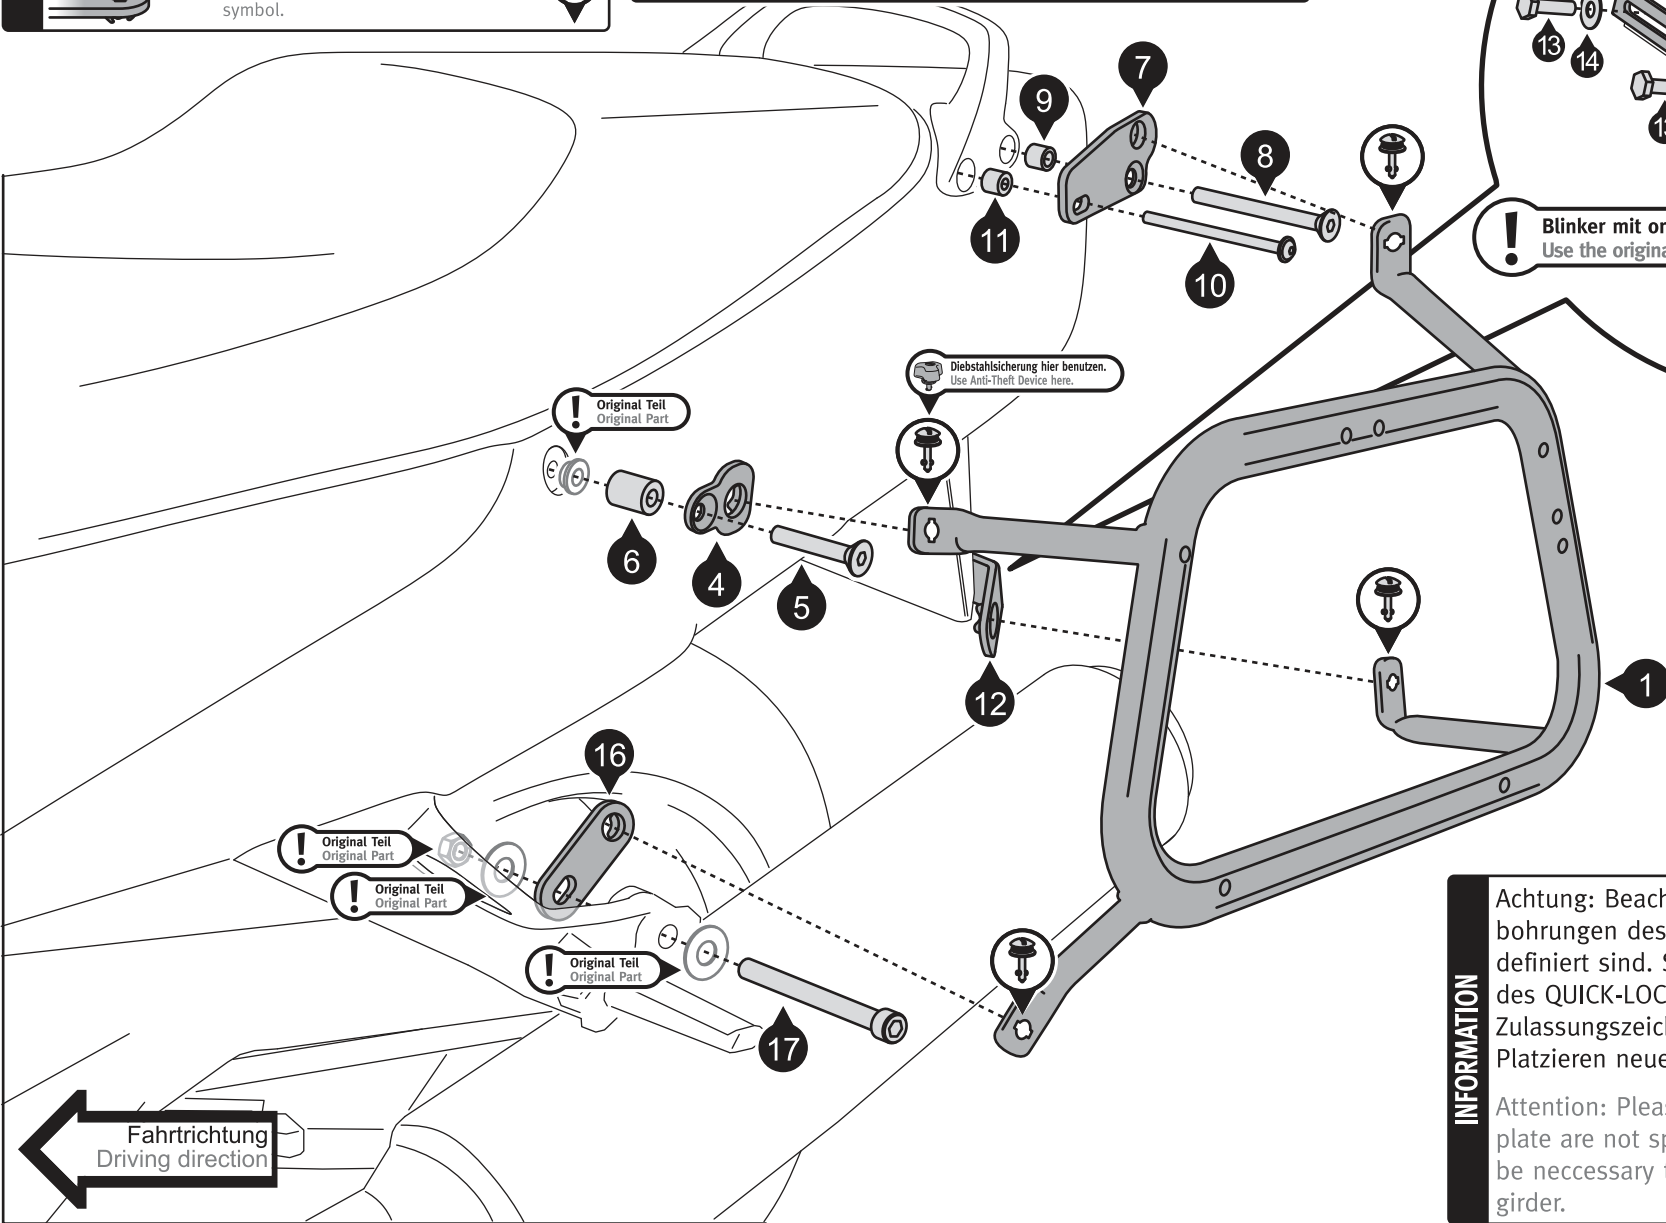 symbol.
13
14
7
9
8
11
10
Blinker mit or
Use the origina
Diebstahlsicherung hier benutzen.
Use Anti-Theft Device here.
!
Original Teil
Original Part
!
6
4
5
12
1
16
!
Original Teil
Original Part
!
Original Teil
Original Part
!
Original Teil
Original Part
17
Fahrtrichtung
Driving direction
INFORMATION
Achtung: Beach
bohrungen des
definiert sind. S
des QUICK-LOC
Zulassungszeich
Platzieren neue
Attention: Pleas
plate are not sp
be neccessary t
girder.